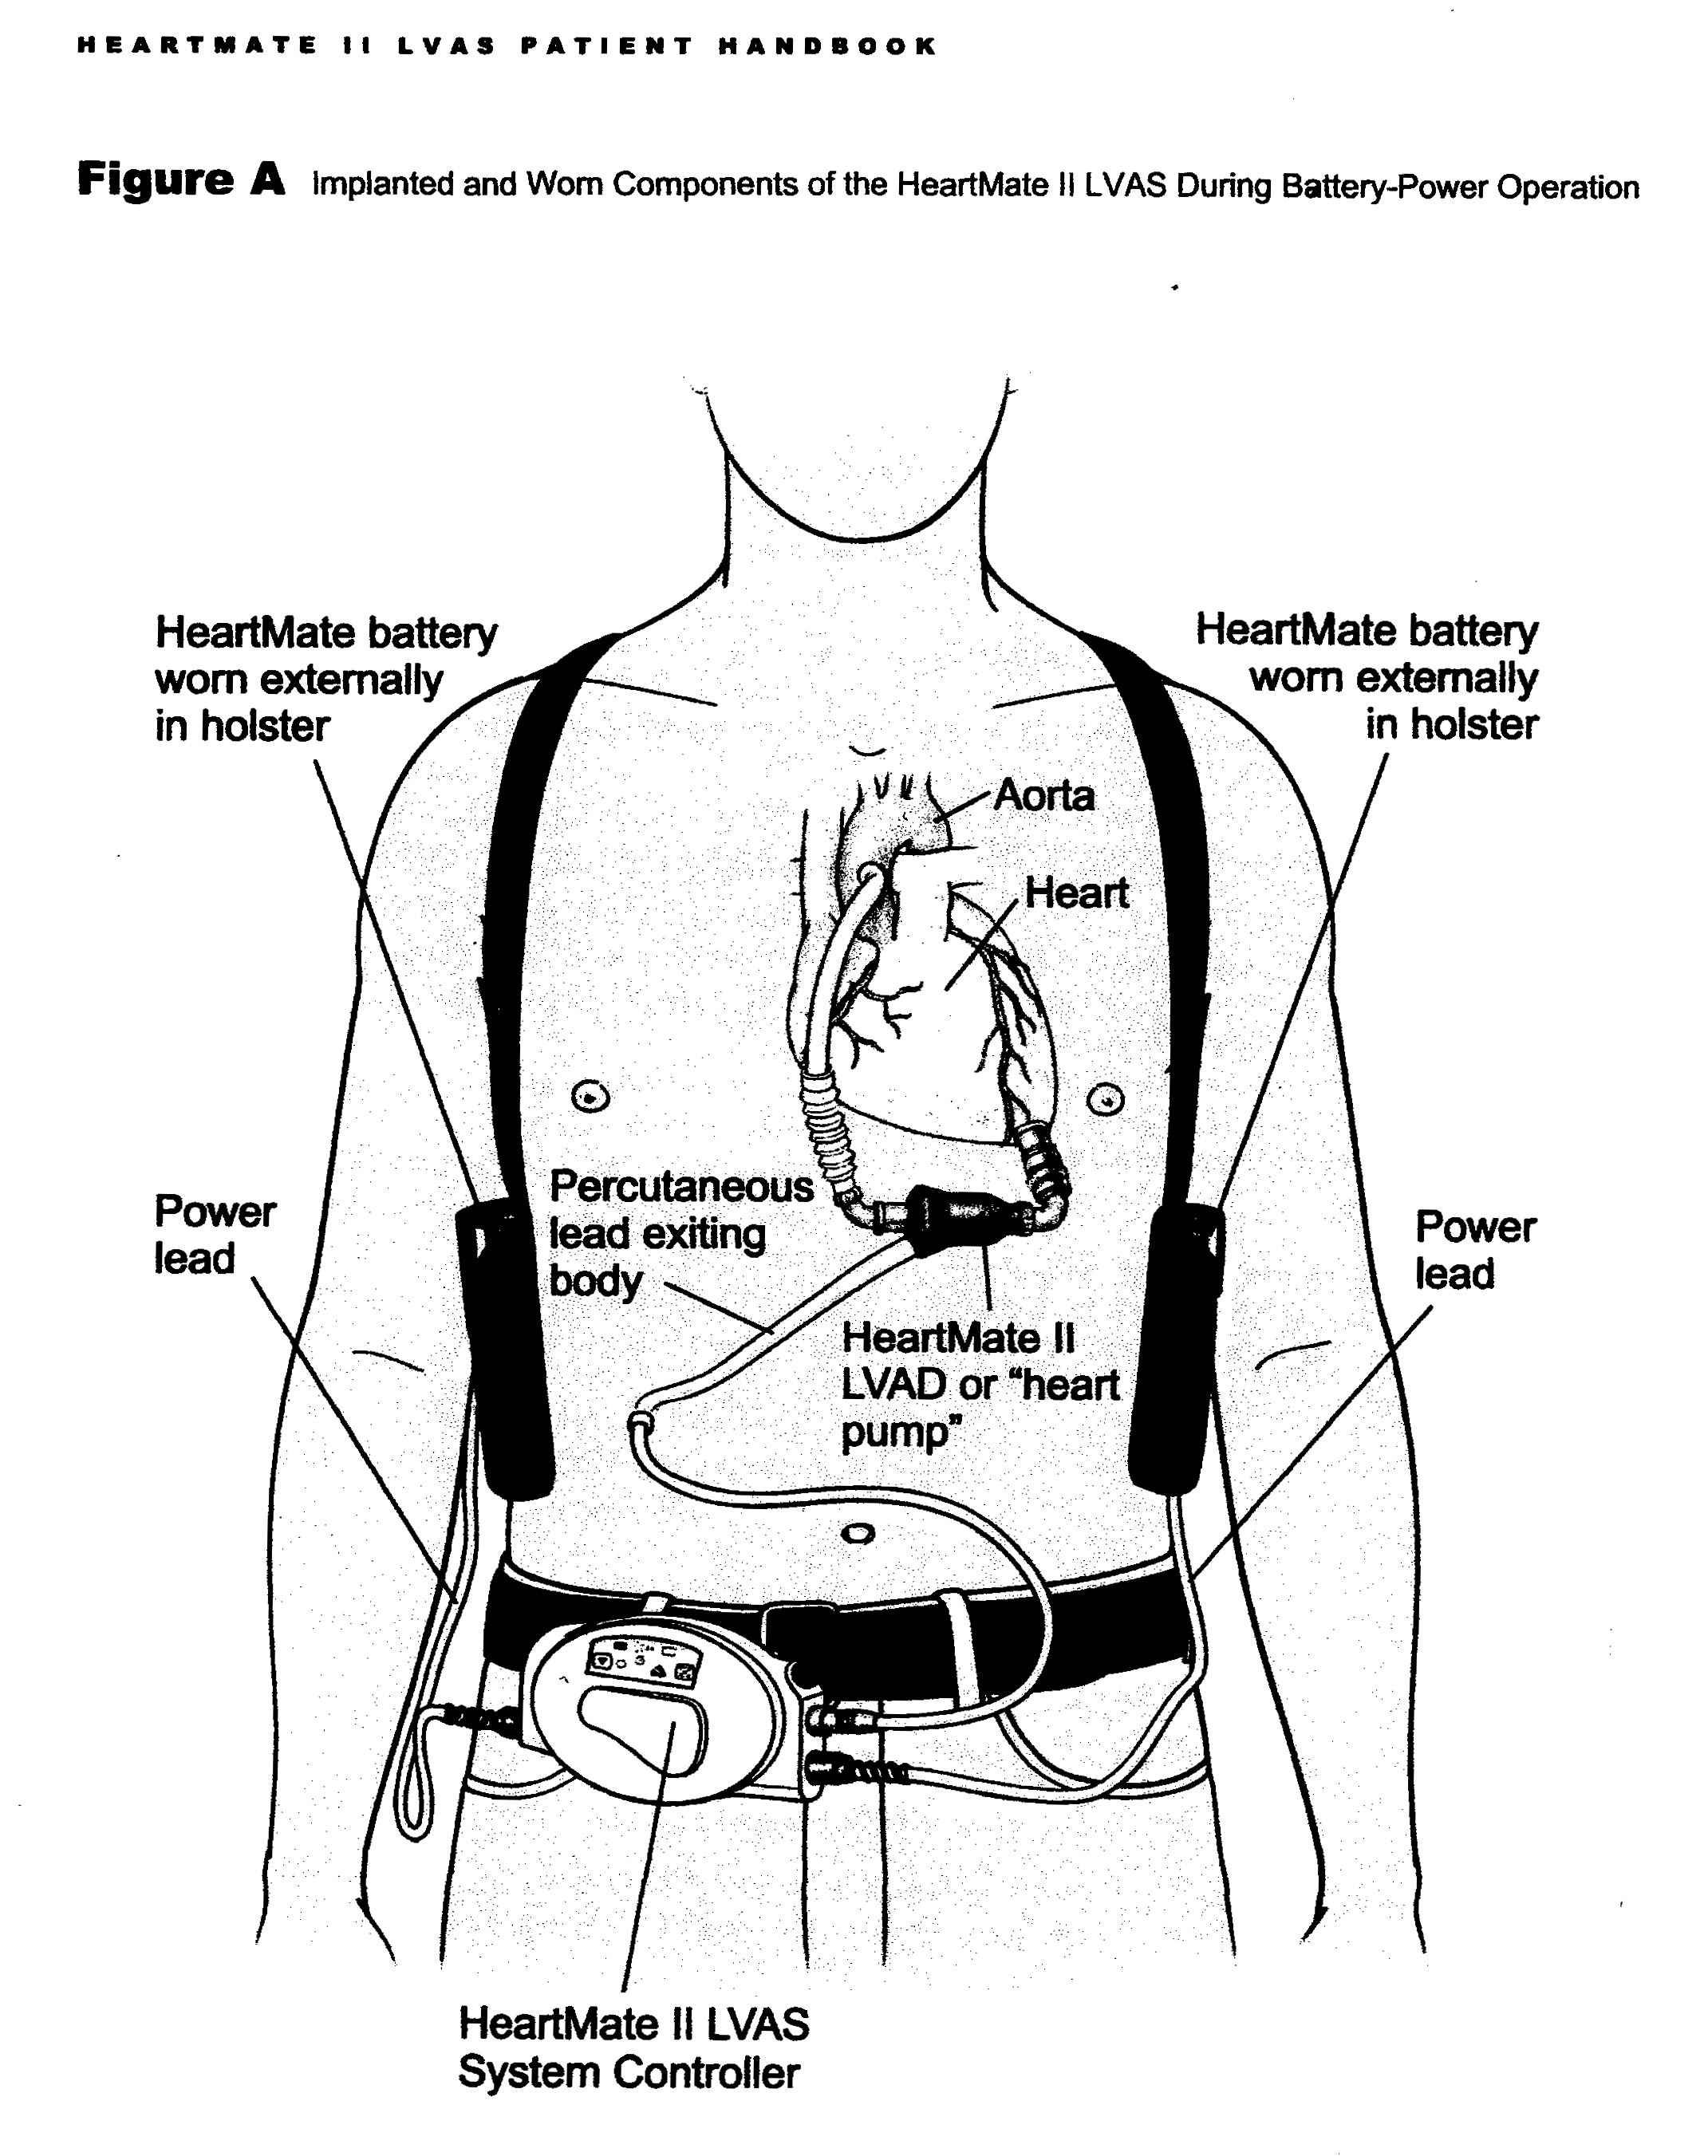 HEARTMATE II LVAS PATIENT HANDBOOK
Figure A Implanted and Worn Components of the HeartMate II LVAS During Battery-Power Operation
HeartMate battery
worn externally
in holster
HeartMate battery
worn externally
in holster
Aorta
Heart
Percutaneous
lead exiting
body
Power
lead
Power
lead
HeartMate II
LVAD or “heart
pump”
HeartMate II LVAS
System Controller